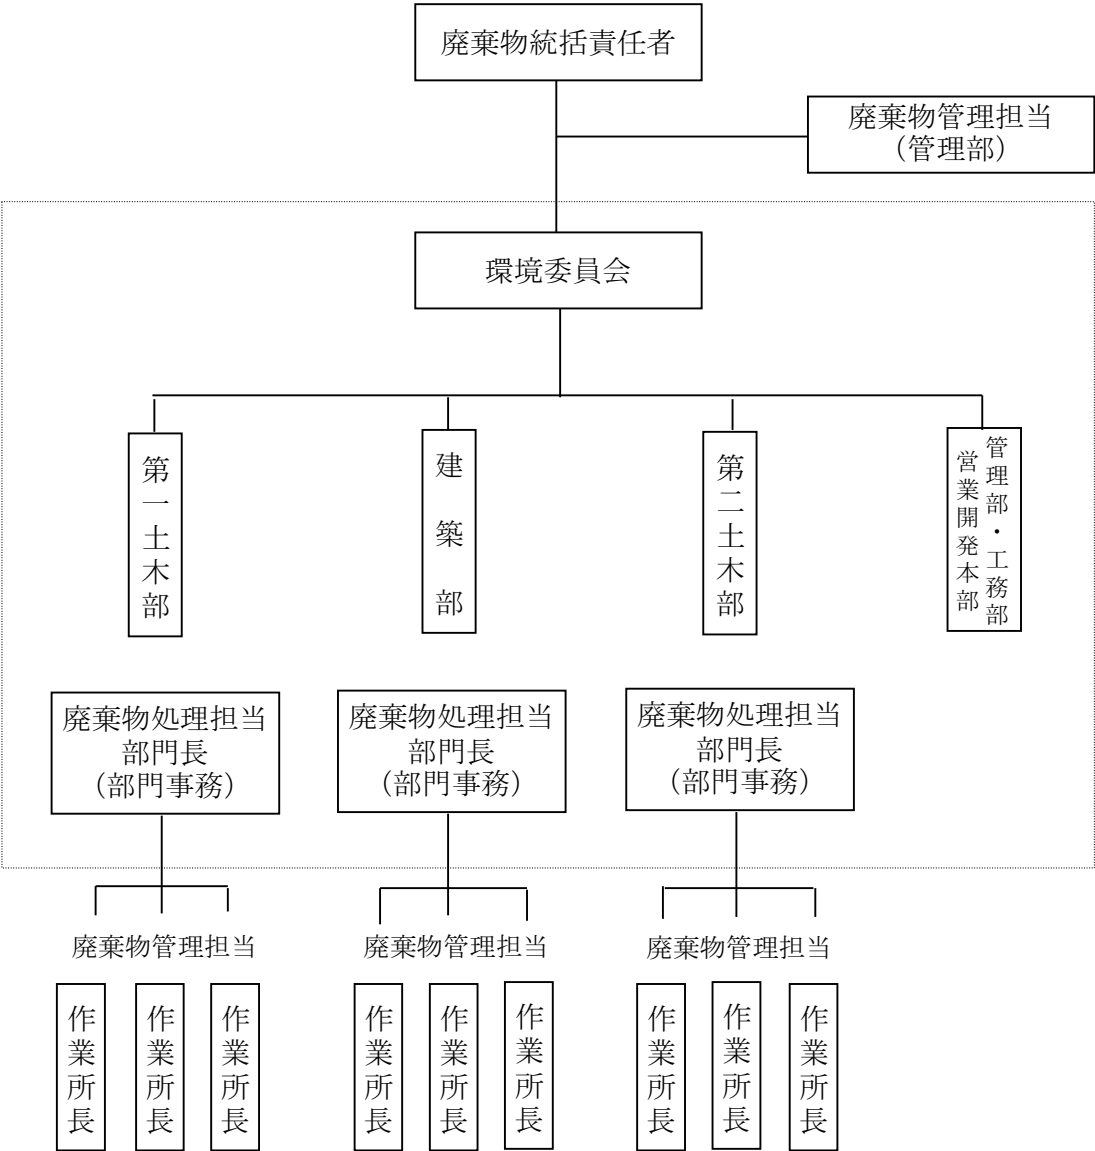 廃棄物統括責任者
廃棄物管理担当
（管理部）
環境委員会
第一土木部
建築部
第二土木部
管理部・工務部
営業開発本部
廃棄物処理担当
部門長
（部門事務）
廃棄物処理担当
部門長
（部門事務）
廃棄物処理担当
部門長
（部門事務）
廃棄物管理担当
廃棄物管理担当
廃棄物管理担当
作業所長
作業所長
作業所長
作業所長
作業所長
作業所長
作業所長
作業所長
作業所長